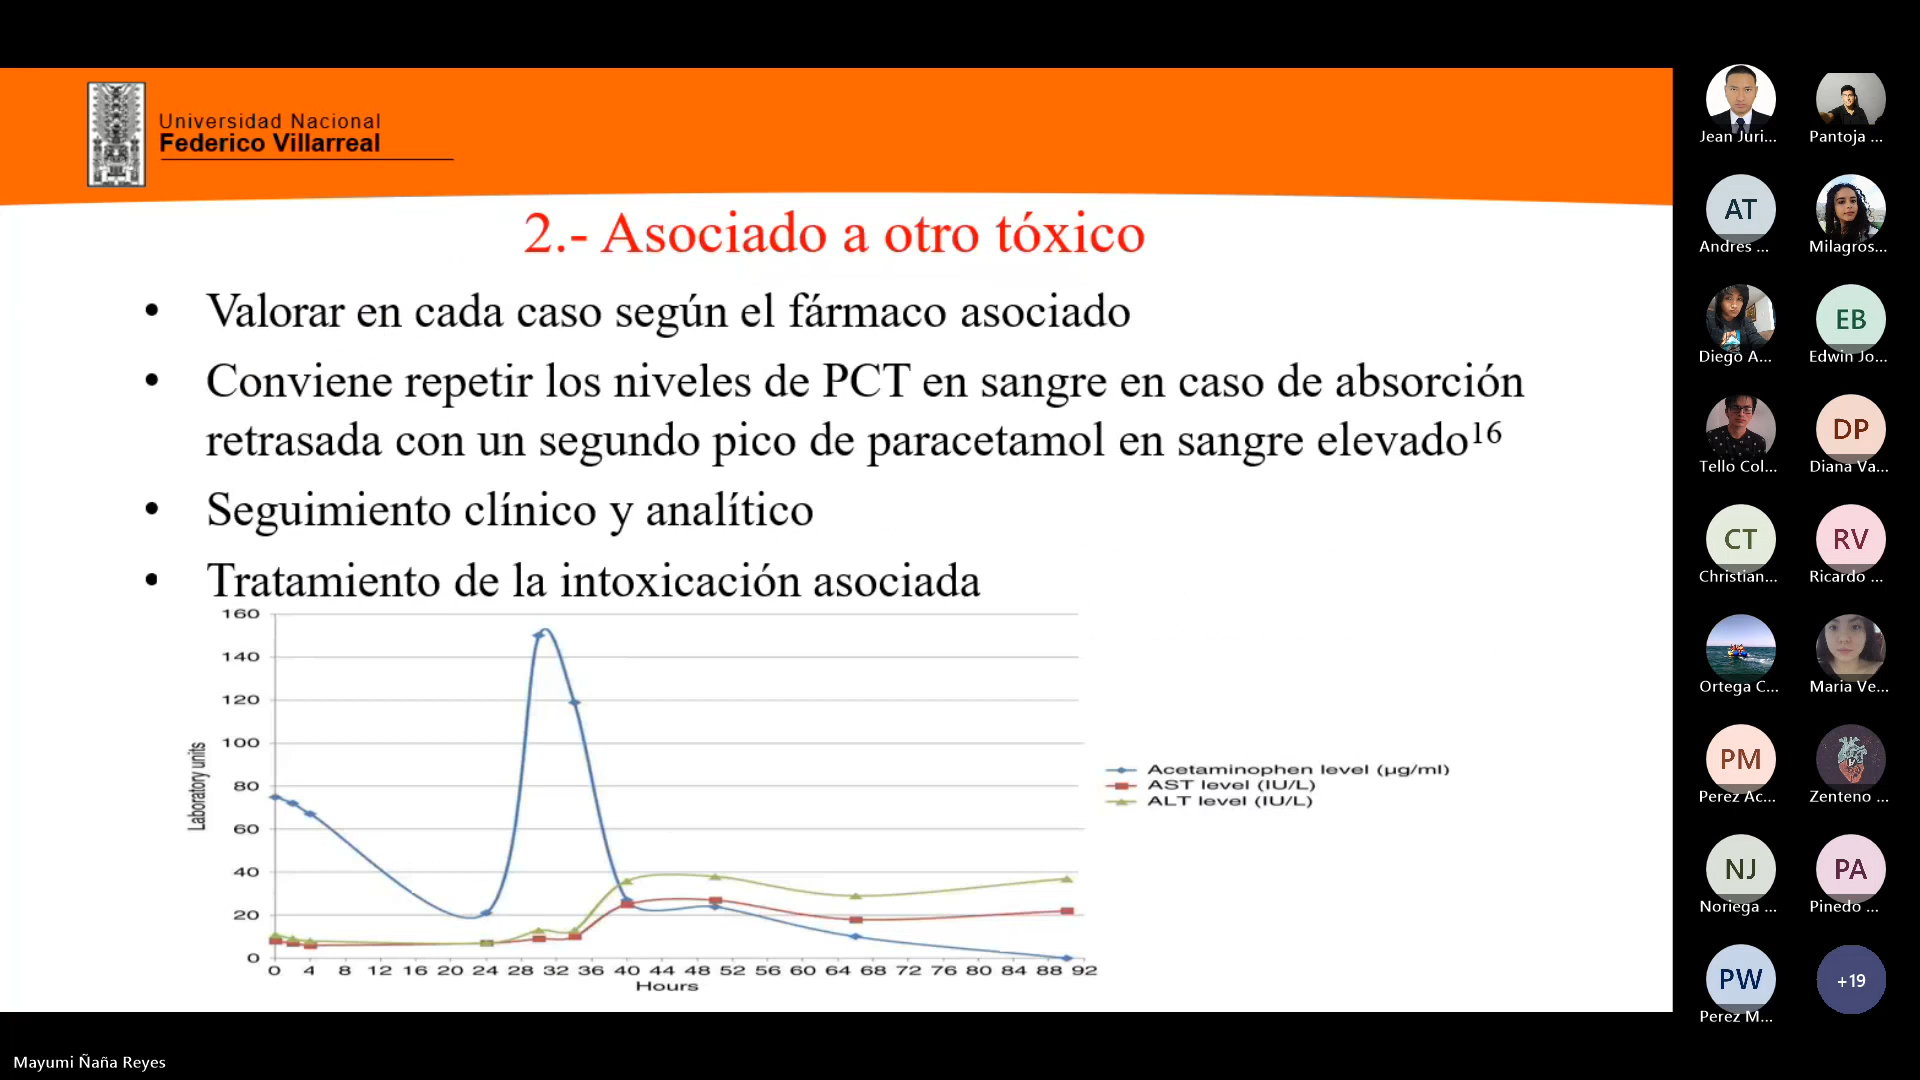 Universidad Nacional
Federico Villarreal
2.- Asociado a otro tóxico
• Valorar en cada caso según el fármaco asociado
• Conviene repetir los niveles de PCT en sangre en caso de absorción
retrasada con un segundo pico de paracetamol en sangre elevado16
• Seguimiento clínico y analítico
• Tratamiento de la intoxicación asociada
160
140
120
100
80
60
40
20
0
Laboratory units
0 4 8 12 16 20 24 28 32 36 40 44 48 52 56 60 64 68 72 76 80 84 88 92
Hours
Acetaminophen level (µg/ml)
AST level (IU/L)
ALT level (IU/L)
Jean Juri... Pantoja ...
AT
Andres ... Milagros...
EB
Diego A... Edwin Jo...
DP
Tello Col... Diana Va...
CT RV
Christian... Ricardo ...
Ortega C... Maria Ve...
PM
Perez Ac... Zenteno ...
NJ PA
Noriega ... Pinedo ...
PW +19
Perez M...
Mayumi Ñaña Reyes